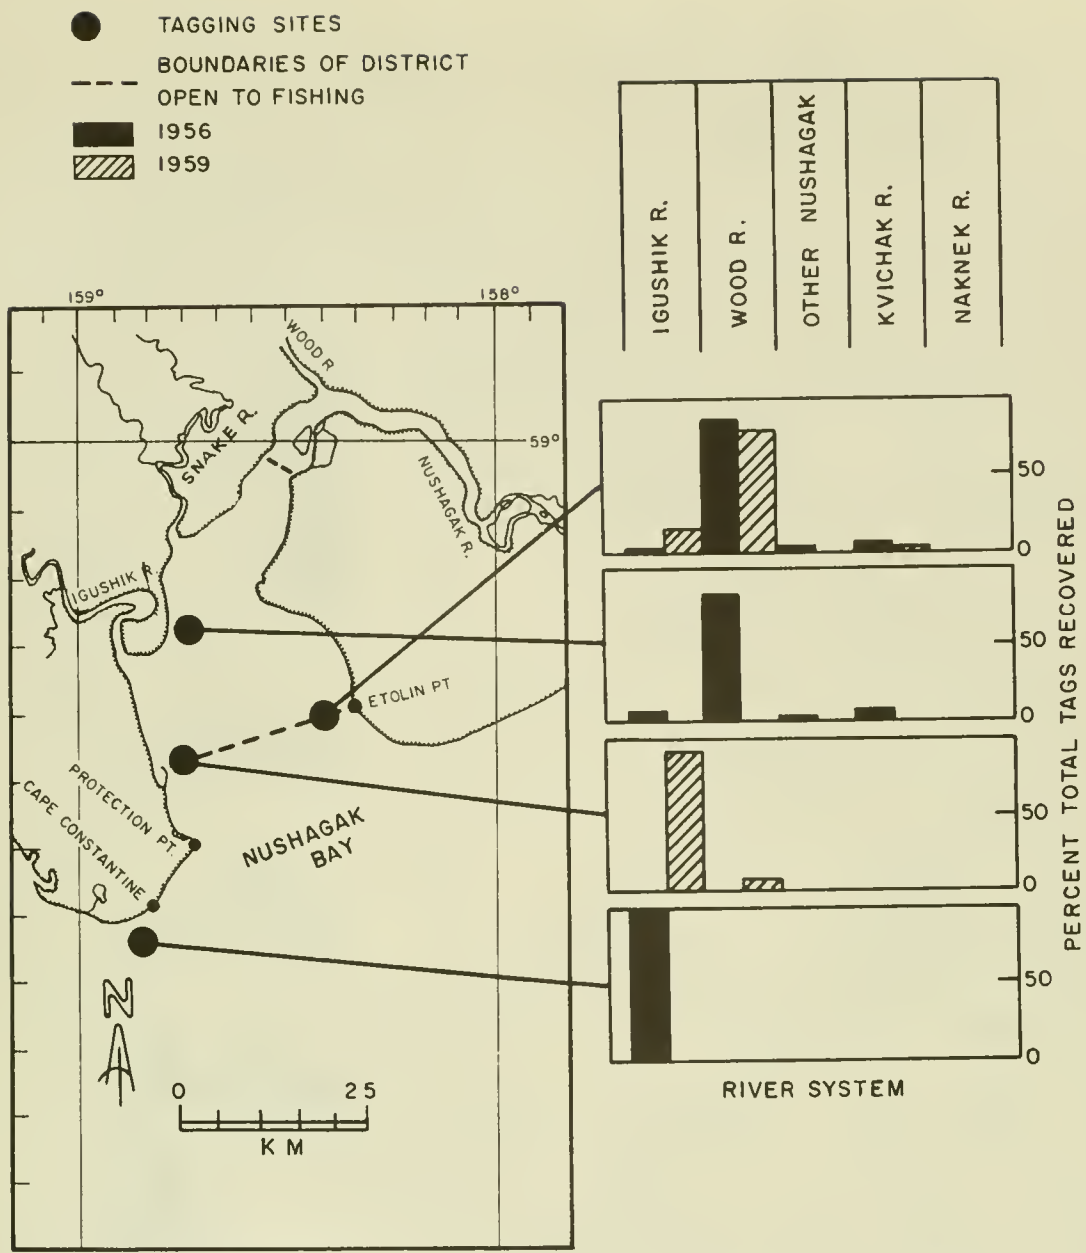 TAGGING SITES
BOUNDARIES OF DISTRICT
OPEN TO FISHING
1956
1959
IGUSHIK R.
WOOD R.
OTHER NUSHAGAK
KVICHAK R.
NAKNEK R.
159°
158°
WOOD R
59°
SNAKE R.
NUSHAGAK R.
IGUSHIK R.
ETOLIN PT
PROTECTION PT.
CAPE CONSTANTINE
NUSHAGAK
BAY
N
0 25
KM
50
0
50
0
50
0
50
0
PERCENT TOTAL TAGS RECOVERED
RIVER SYSTEM